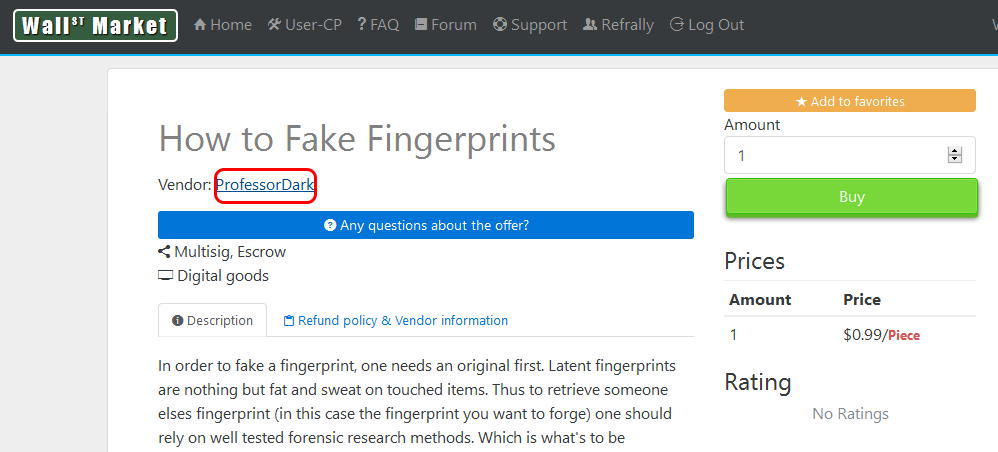 Wall ST Market Home User-CP FAQ Forum Support Refrally Log Out
Add to favorites
Amount
1
Buy
How to Fake Fingerprints
Vendor: ProfessorDark
Any questions about the offer?
Multisig, Escrow
Digital goods
Description Refund policy & Vendor information
In order to fake a fingerprint, one needs an original first. Latent fingerprints
are nothing but fat and sweat on touched items. Thus to retrieve someone
elses fingerprint (in this case the fingerprint you want to forge) one should
rely on well tested forensic research methods. Which is what's to be
Prices
Amount Price
1 $0.99/Piece
Rating
No Ratings